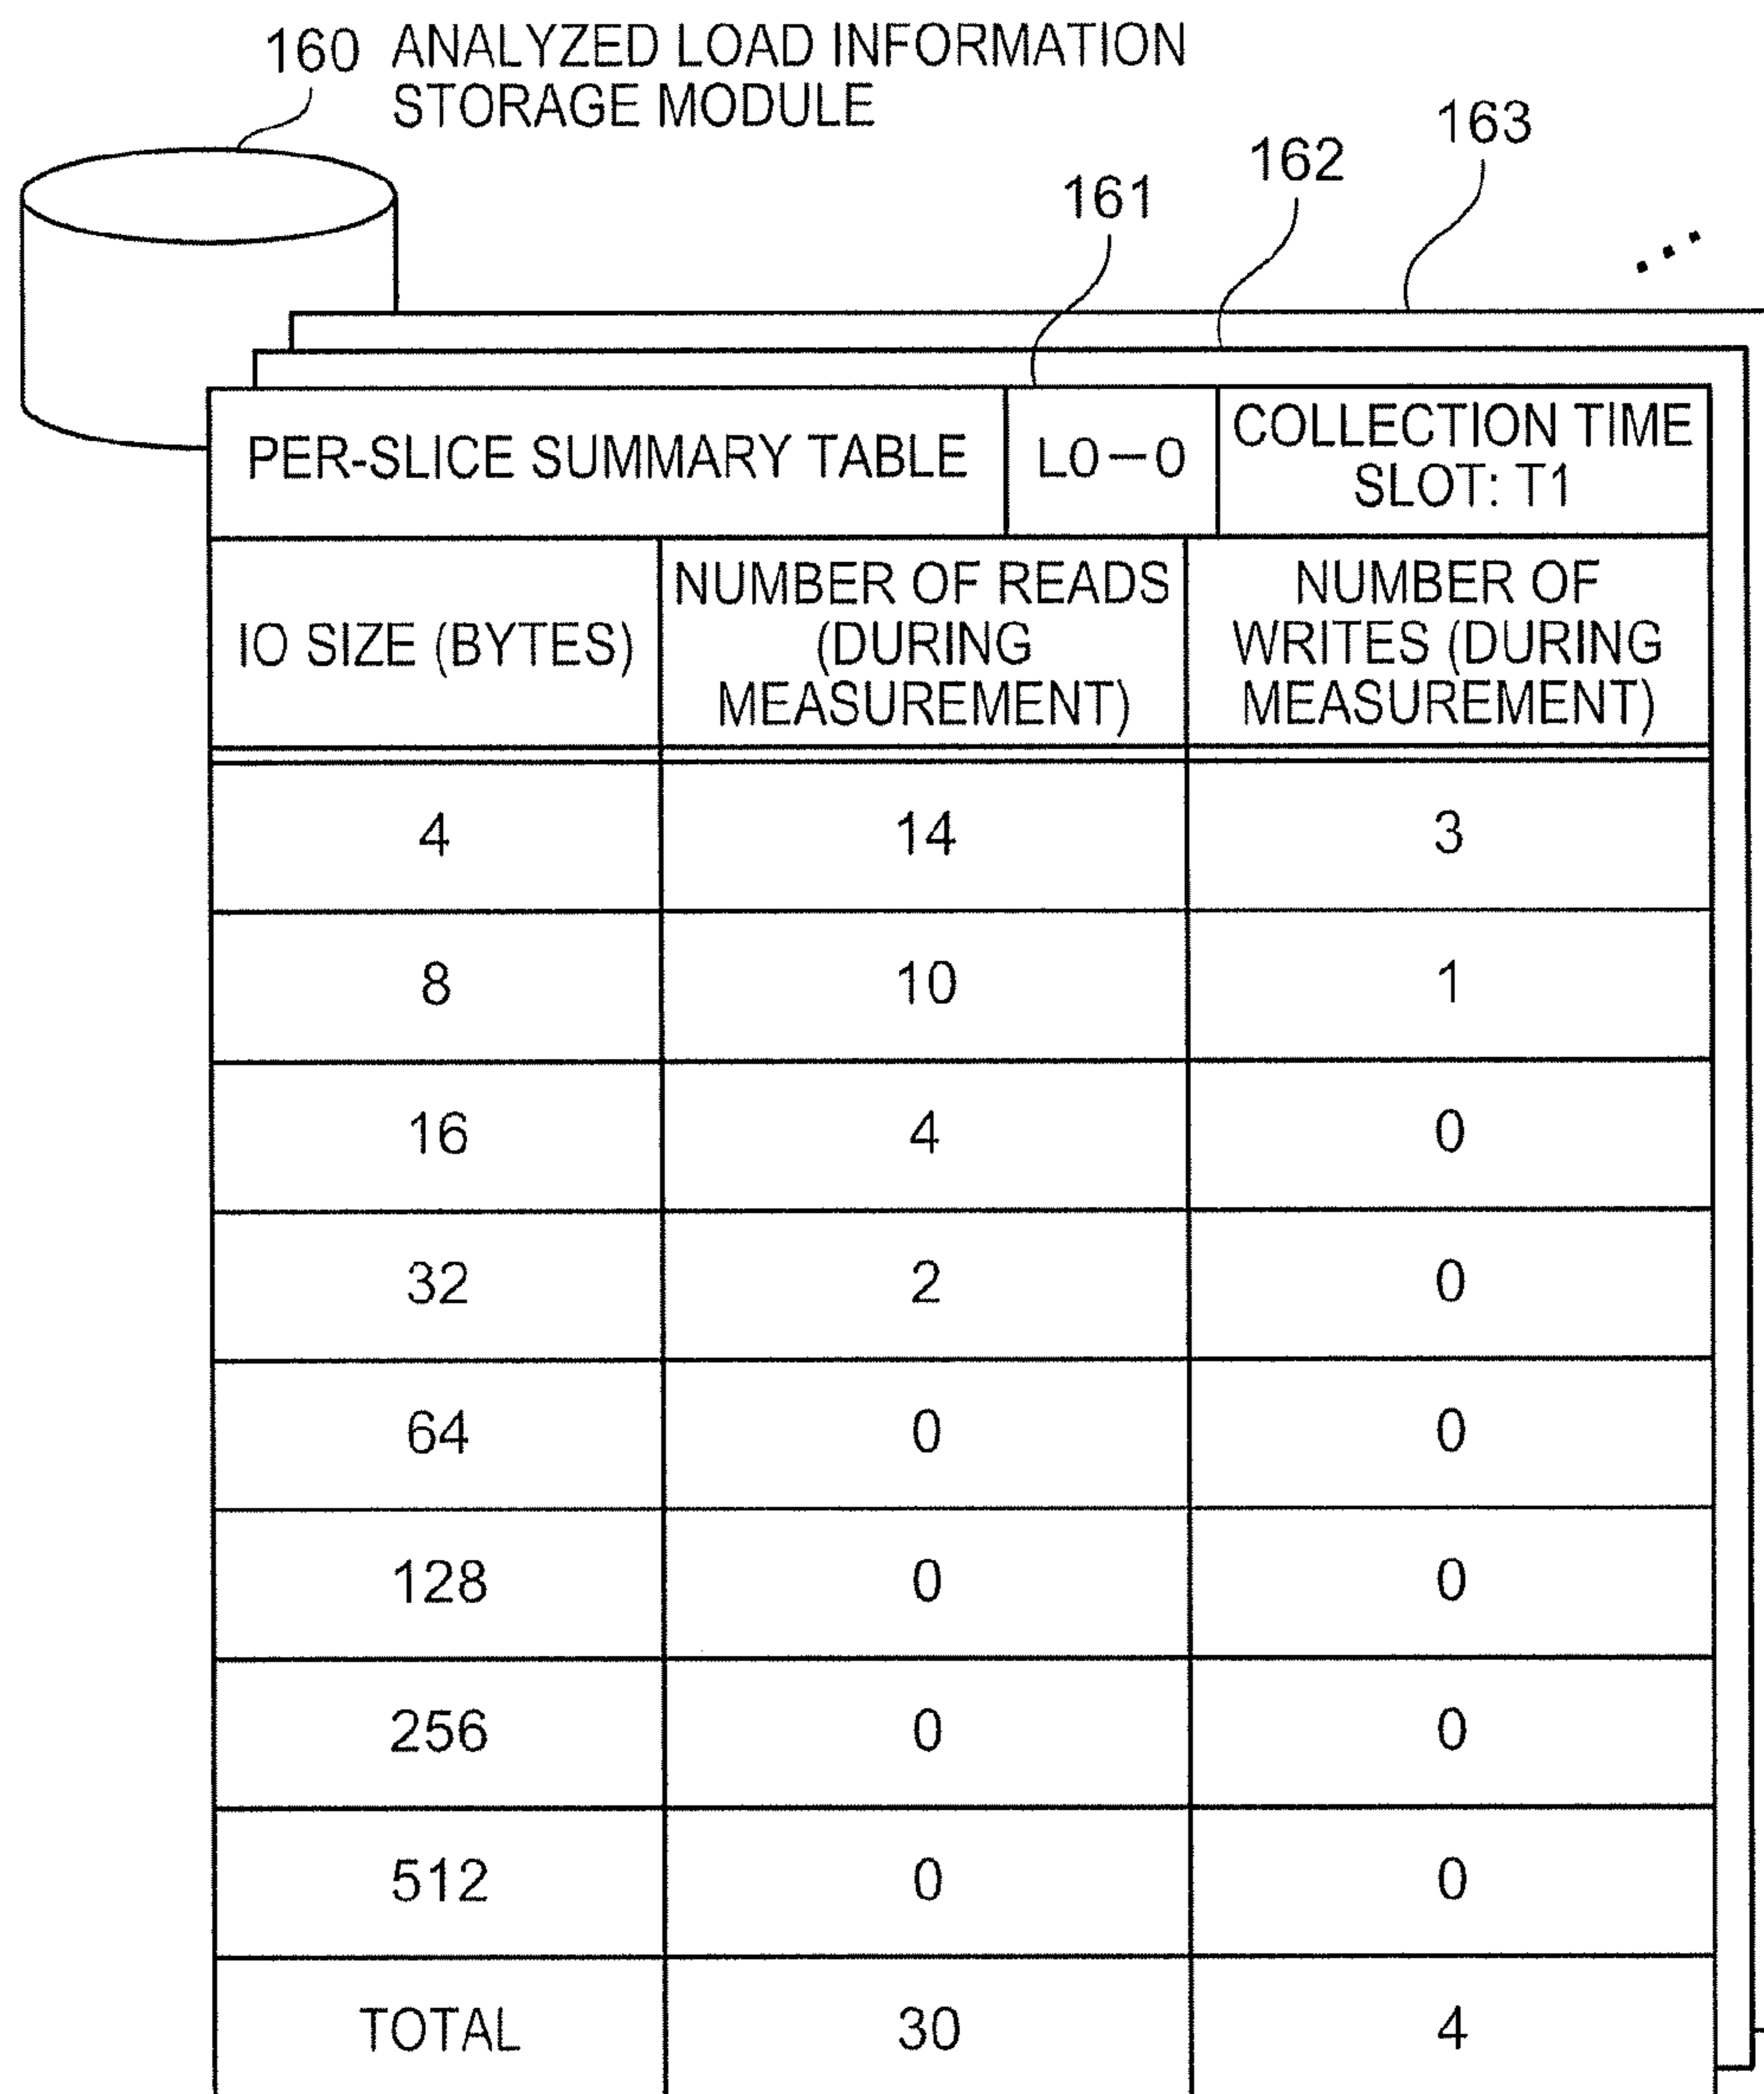 160 ANALYZED LOAD INFORMATION
STORAGE MODULE
161
162
163
PER-SLICE SUMMARY TABLE L0-0 COLLECTION TIME
SLOT: T1
IO SIZE (BYTES) NUMBER OF READS
(DURING
MEASUREMENT) NUMBER OF
WRITES (DURING
MEASUREMENT)
4 14 3
8 10 1
16 4 0
32 2 0
64 0 0
128 0 0
256 0 0
512 0 0
TOTAL 30 4